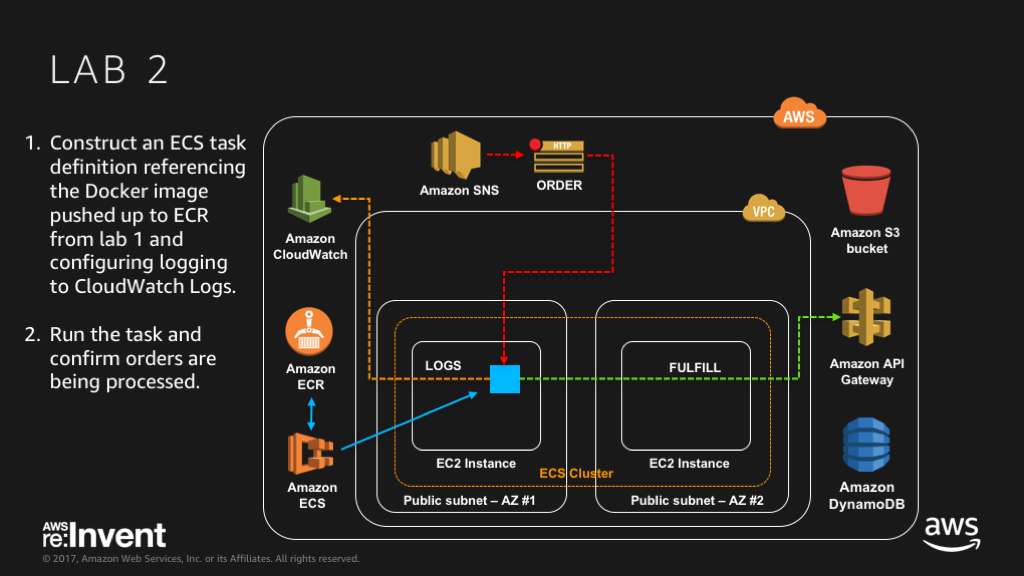 LAB 2
1. Construct an ECS task
definition referencing
the Docker image
pushed up to ECR
from lab 1 and
configuring logging
to CloudWatch Logs.
2. Run the task and
confirm orders are
being processed.
AWS
Amazon SNS
HTTP
ORDER
VPC
Amazon
CloudWatch
Amazon S3
bucket
Amazon
ECR
LOGS
FULFILL
Amazon API
Gateway
EC2 Instance
EC2 Instance
ECS Cluster
Amazon
ECS
Public subnet – AZ #1
Public subnet – AZ #2
Amazon
DynamoDB
AWS
re:Invent
aws
© 2017, Amazon Web Services, Inc. or its Affiliates. All rights reserved.